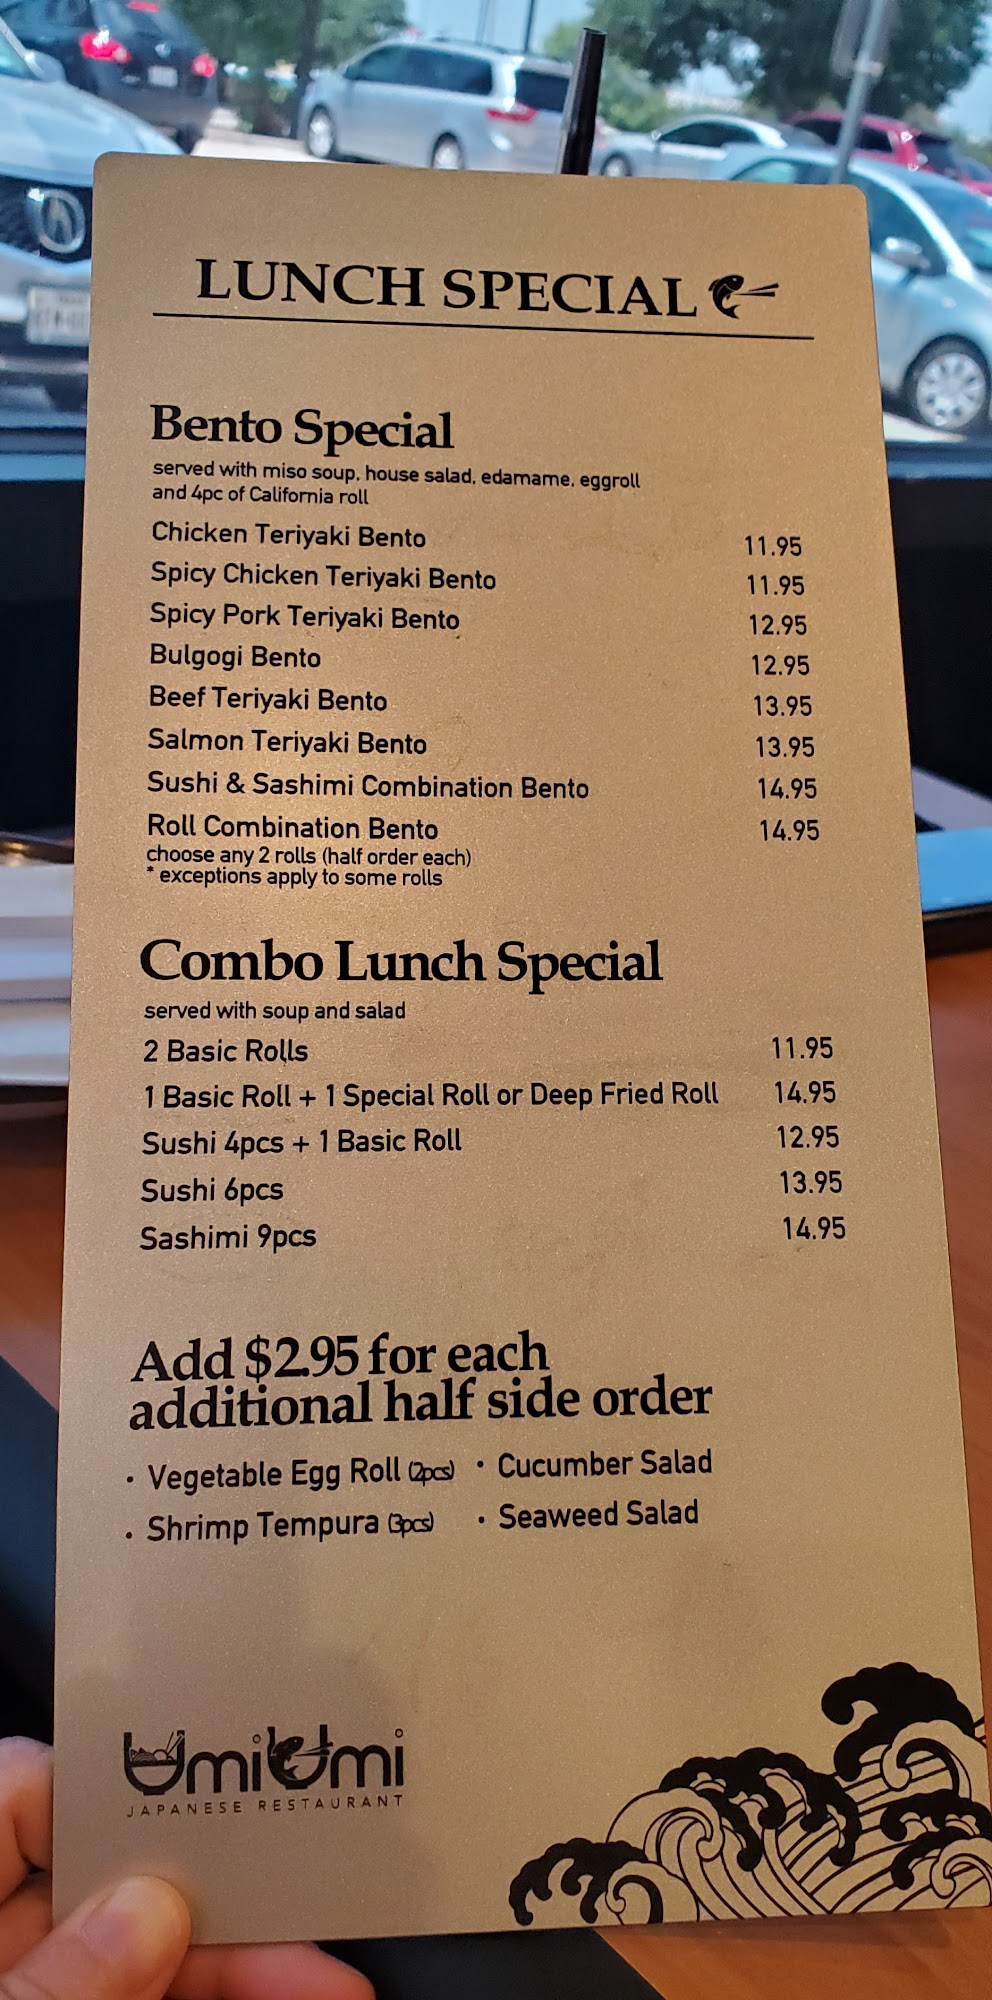 LUNCH SPECIAL
Bento Special
served with miso soup, house salad, edamame, eggroll
and 4pc of California roll
Chicken Teriyaki Bento 11.95
Spicy Chicken Teriyaki Bento 11.95
Spicy Pork Teriyaki Bento 12.95
Bulgogi Bento 12.95
Beef Teriyaki Bento 13.95
Salmon Teriyaki Bento 13.95
Sushi & Sashimi Combination Bento 14.95
Roll Combination Bento 14.95
choose any 2 rolls (half order each)
* exceptions apply to some rolls
Combo Lunch Special
served with soup and salad
2 Basic Rolls 11.95
1 Basic Roll + 1 Special Roll or Deep Fried Roll 14.95
Sushi 4pcs + 1 Basic Roll 12.95
Sushi 6pcs 13.95
Sashimi 9pcs 14.95
Add $2.95 for each
additional half side order
• Vegetable Egg Roll (2pcs) • Cucumber Salad
• Shrimp Tempura (3pcs) • Seaweed Salad
UmiUmi
JAPANESE RESTAURANT